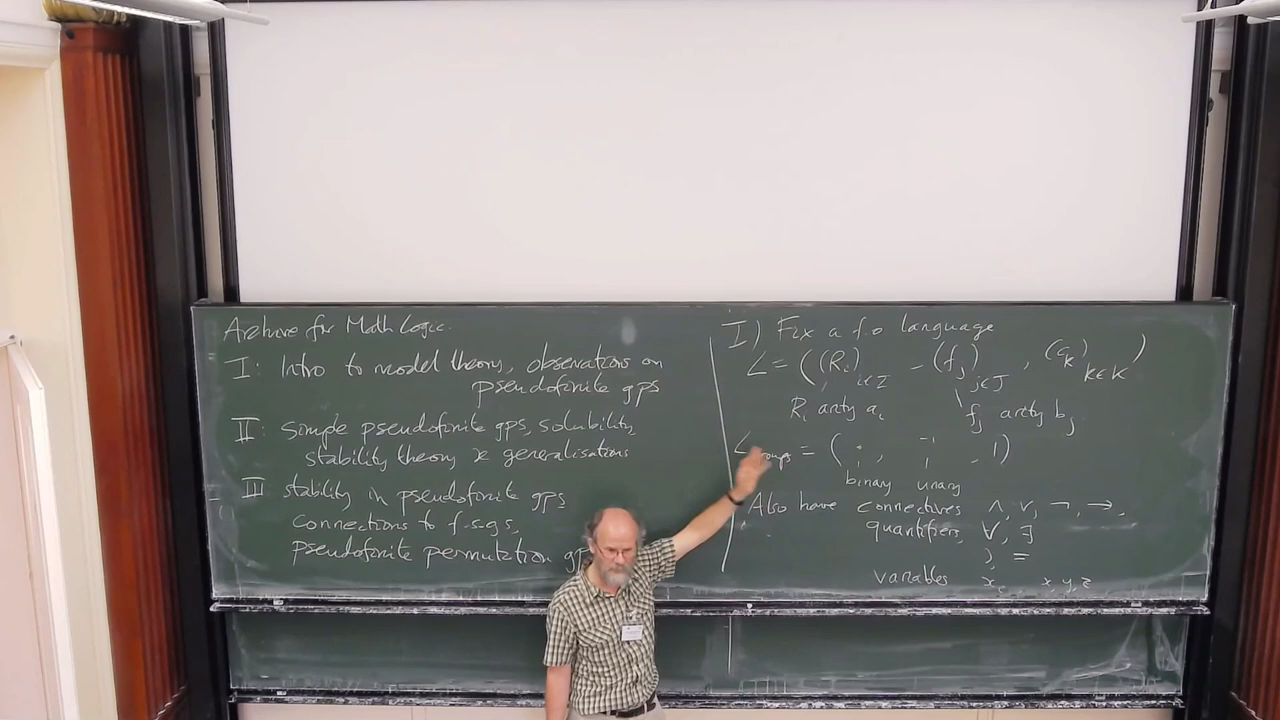 Archive for Math Logic.
I: Intro to model theory, observations on
pseudofinite gps
II: Simple pseudofinite gps, solubility,
stability theory & generalisations
III stability in pseudofinite gps
connections to f.s.gs,
pseudofinite permutation gp
I) Fix a f.o language
L = ((R_i)_{i∈I}, (f_j)_{j∈J}, (c_k)_{k∈K})
R_i arity a_i f_j arity b_j
L_groups = (·, ⁻¹, 1)
binary unary
Also have connectives ∧, ∨, ¬, →,
quantifiers, ∀, ∃
), =
variables x, y, z